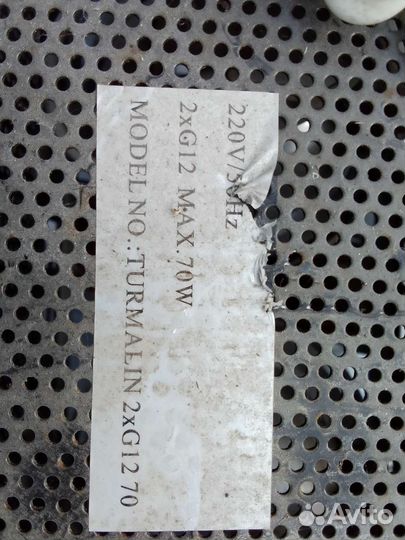 220V/50Hz
2xG12 MAX.70W
MODEL NO.:TURMALIN 2xG12 70
Avito